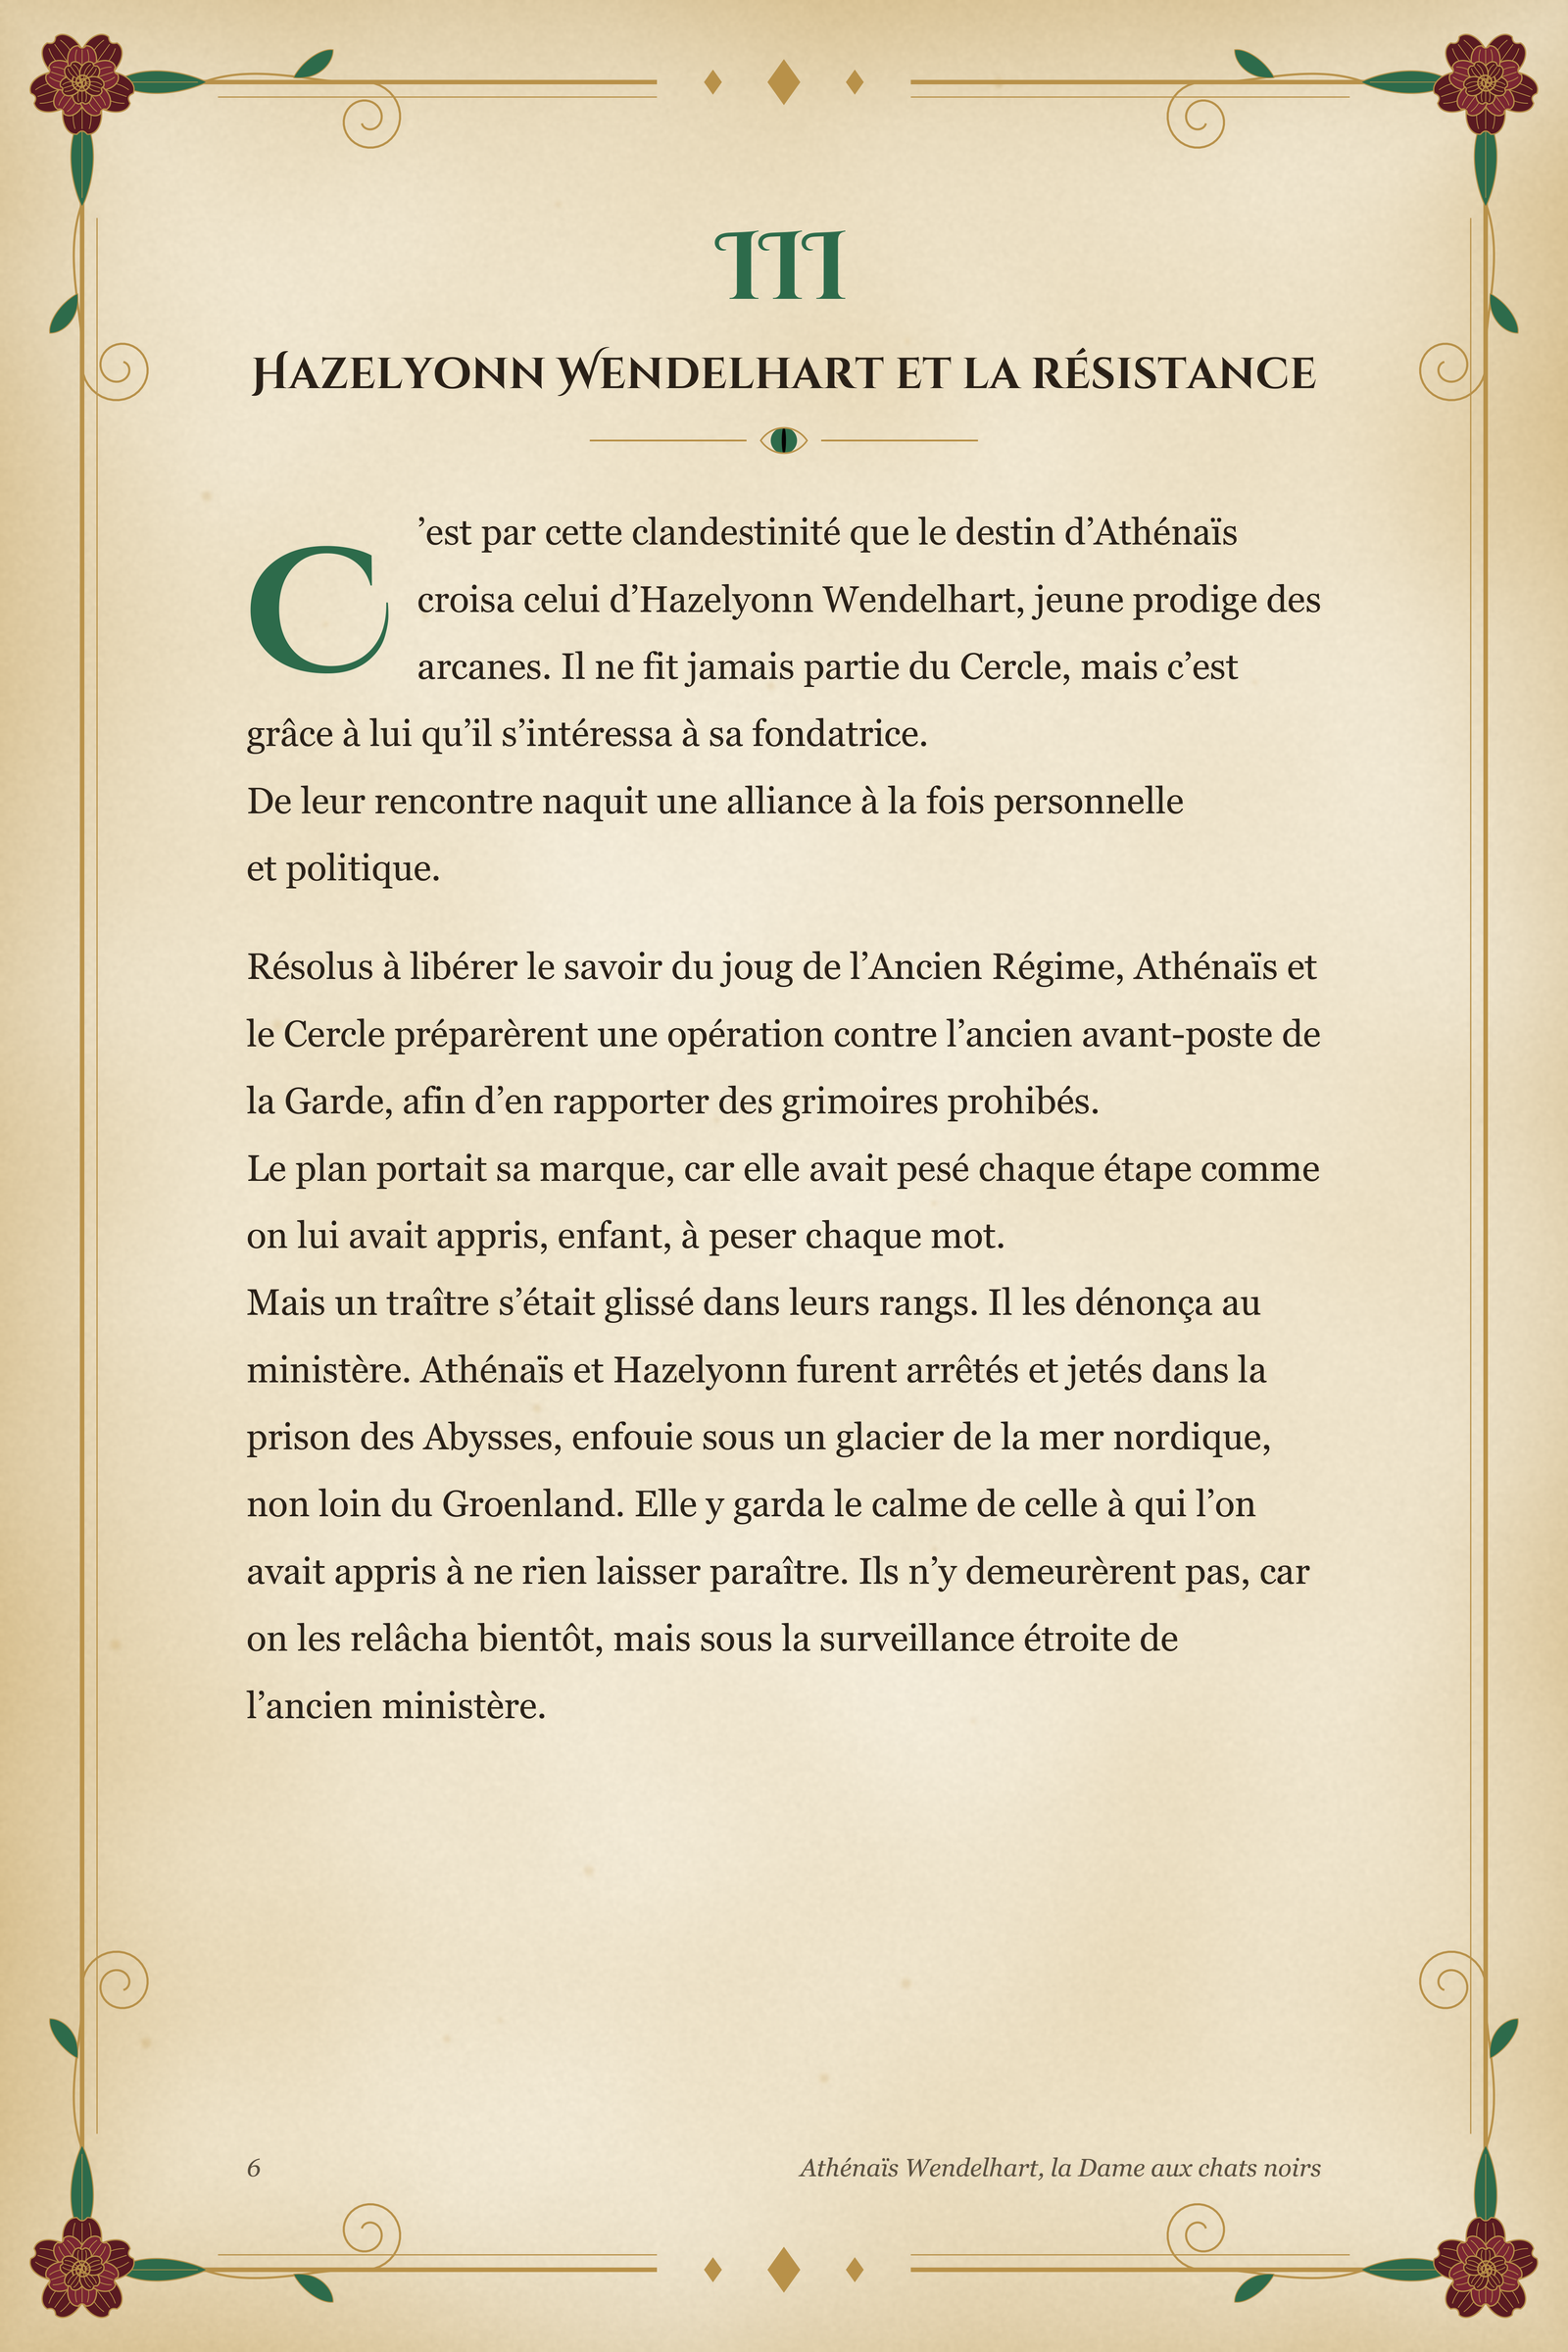 III
HAZELYONN WENDELHART ET LA RÉSISTANCE
C’est par cette clandestinité que le destin d’Athénaïs
croisa celui d’Hazelyonn Wendelhart, jeune prodige des
arcanes. Il ne fit jamais partie du Cercle, mais c’est
grâce à lui qu’il s’intéressa à sa fondatrice.
De leur rencontre naquit une alliance à la fois personnelle
et politique.
Résolus à libérer le savoir du joug de l’Ancien Régime, Athénaïs et
le Cercle préparèrent une opération contre l’ancien avant-poste de
la Garde, afin d’en rapporter des grimoires prohibés.
Le plan portait sa marque, car elle avait pesé chaque étape comme
on lui avait appris, enfant, à peser chaque mot.
Mais un traître s’était glissé dans leurs rangs. Il les dénonça au
ministère. Athénaïs et Hazelyonn furent arrêtés et jetés dans la
prison des Abysses, enfouie sous un glacier de la mer nordique,
non loin du Groenland. Elle y garda le calme de celle à qui l’on
avait appris à ne rien laisser paraître. Ils n’y demeurèrent pas, car
on les relâcha bientôt, mais sous la surveillance étroite de
l’ancien ministère.
6
Athénaïs Wendelhart, la Dame aux chats noirs